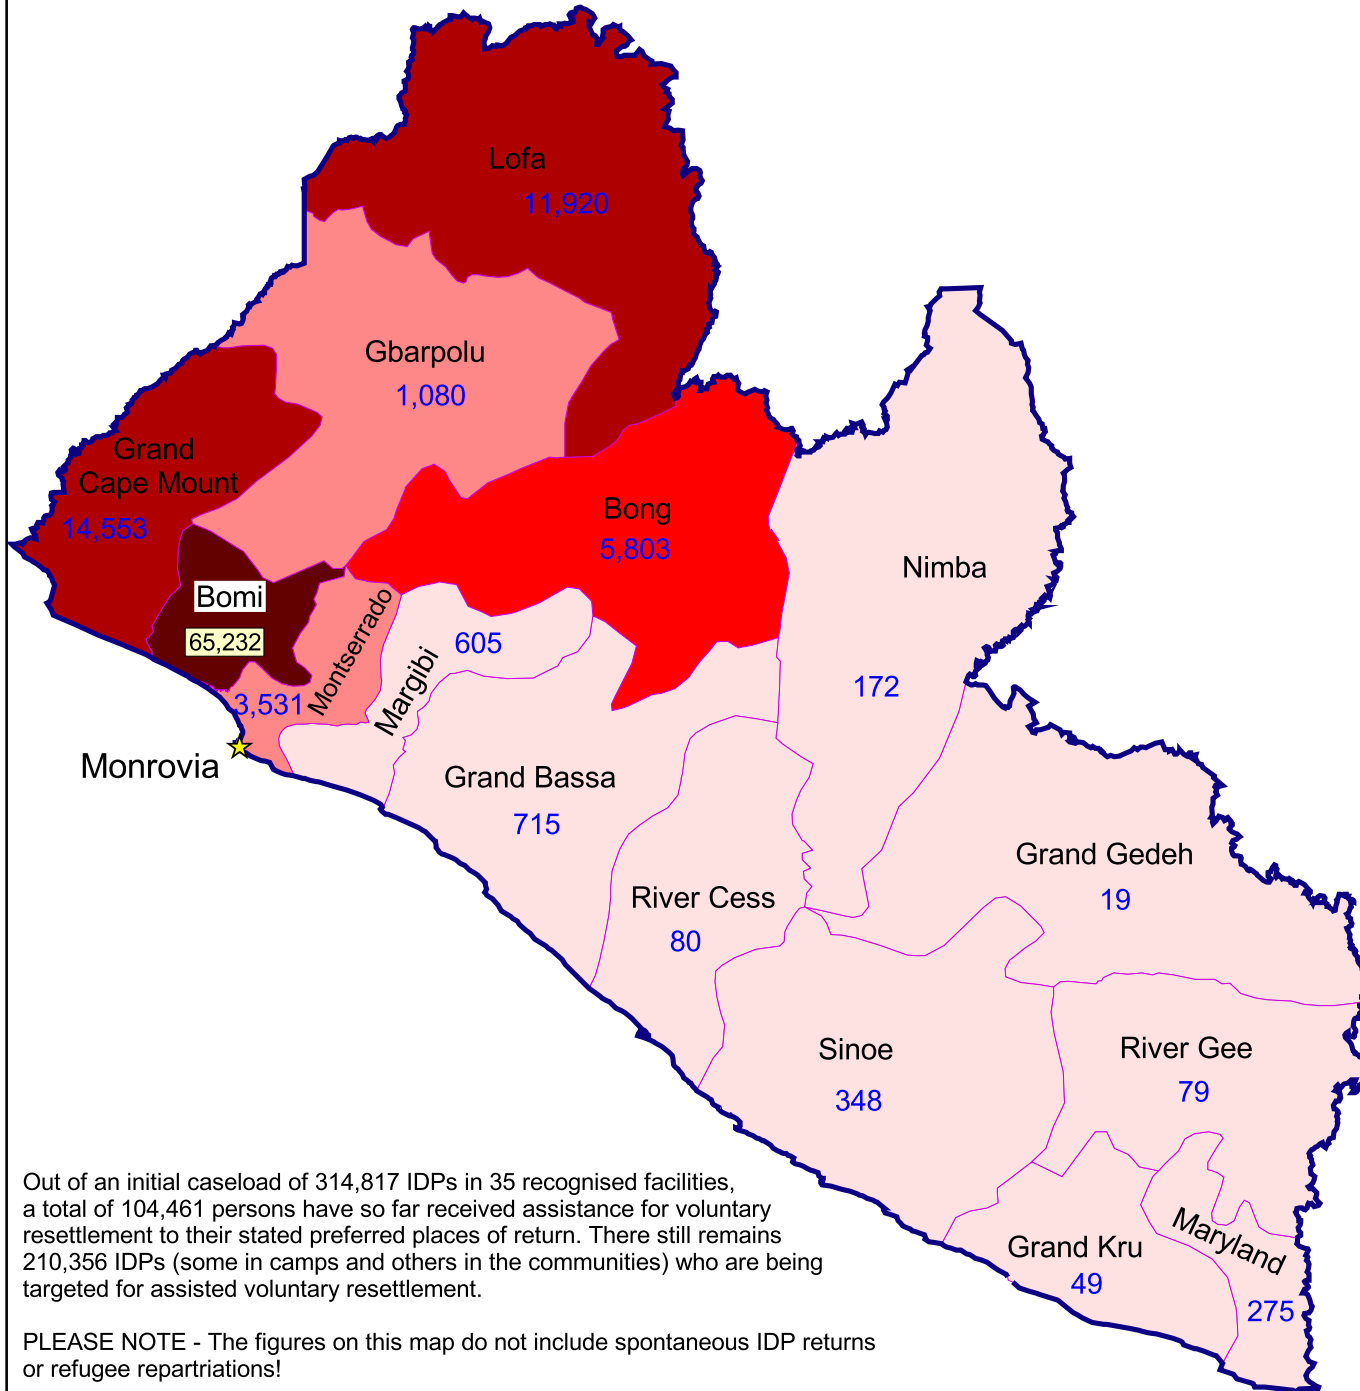 Lofa
11,920
Gbarpolu
1,080
Grand
Cape Mount
14,553
Bong
5,803
Nimba
172
Bomi
65,232
Montserrado
3,531
Margibi
605
Monrovia
Grand Bassa
715
Grand Gedeh
19
River Cess
80
Sinoe
348
River Gee
79
Grand Kru
49
Maryland
275
Out of an initial caseload of 314,817 IDPs in 35 recognised facilities,
a total of 104,461 persons have so far received assistance for voluntary
resettlement to their stated preferred places of return. There still remains
210,356 IDPs (some in camps and others in the communities) who are being
targeted for assisted voluntary resettlement.
PLEASE NOTE - The figures on this map do not include spontaneous IDP returns
or refugee repartriations!